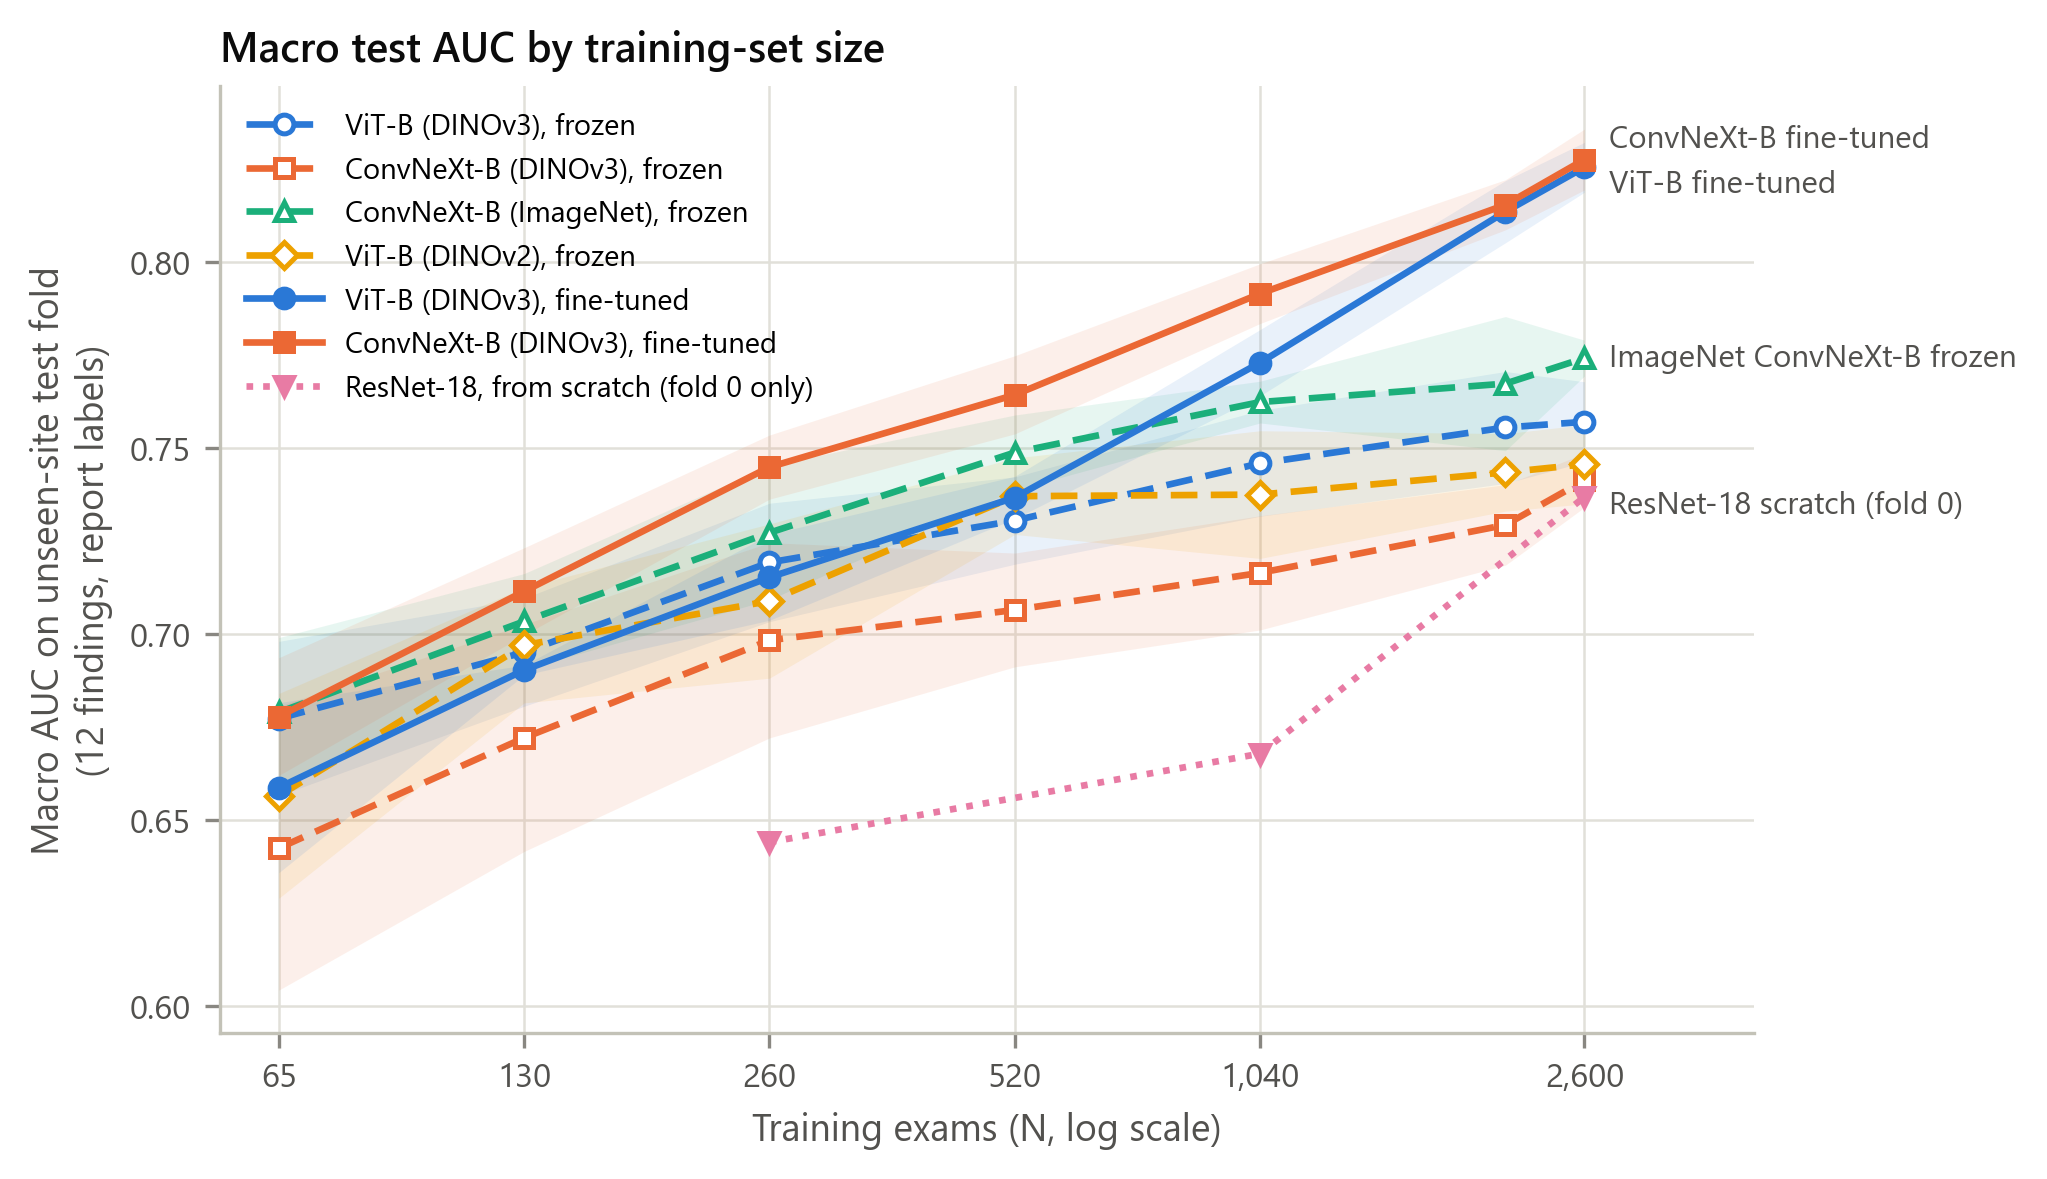 Macro test AUC by training-set size
ViT-B (DINOv3), frozen
ConvNeXt-B (DINOv3), frozen
ConvNeXt-B (ImageNet), frozen
ViT-B (DINOv2), frozen
ViT-B (DINOv3), fine-tuned
ConvNeXt-B (DINOv3), fine-tuned
ResNet-18, from scratch (fold 0 only)
ConvNeXt-B fine-tuned
ViT-B fine-tuned
ImageNet ConvNeXt-B frozen
ResNet-18 scratch (fold 0)
Macro AUC on unseen-site test fold
(12 findings, report labels)
0.80
0.75
0.70
0.65
0.60
65
130
260
520
1,040
2,600
Training exams (N, log scale)